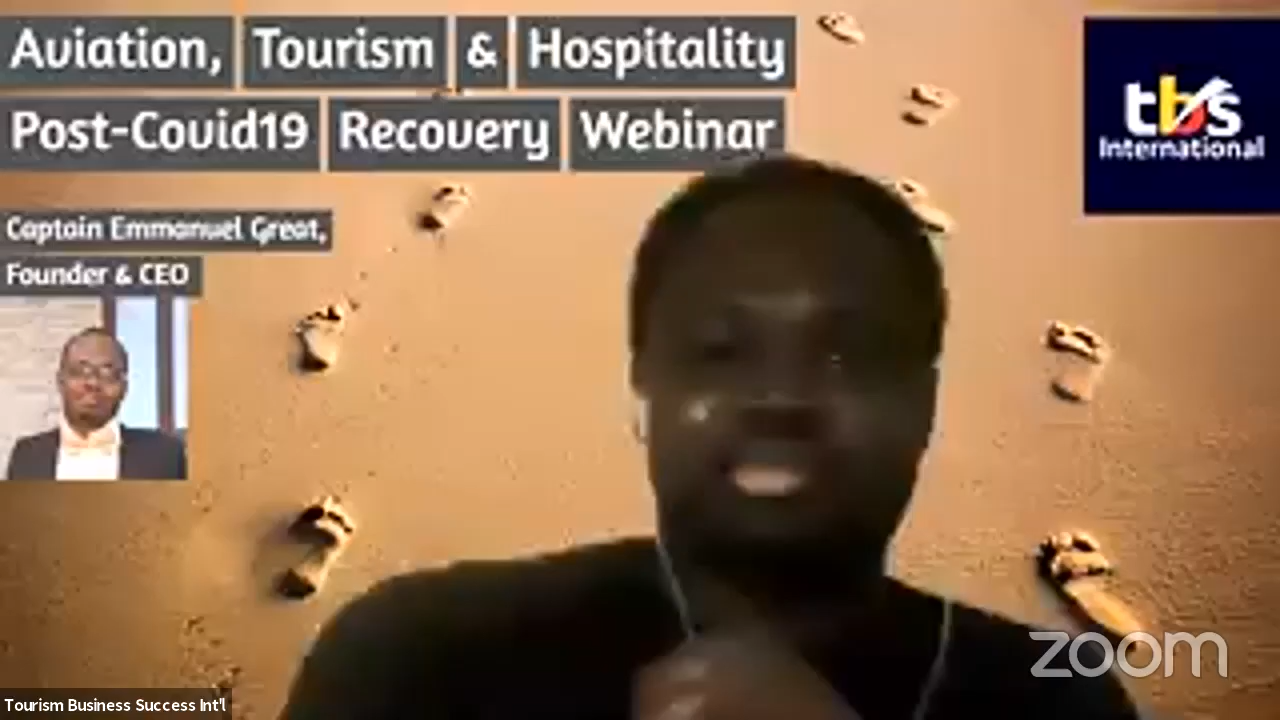 Aviation, Tourism & Hospitality
Post-Covid19 Recovery Webinar
tbs
International
Captain Emmanuel Great,
Founder & CEO
zoom
Tourism Business Success Int'l